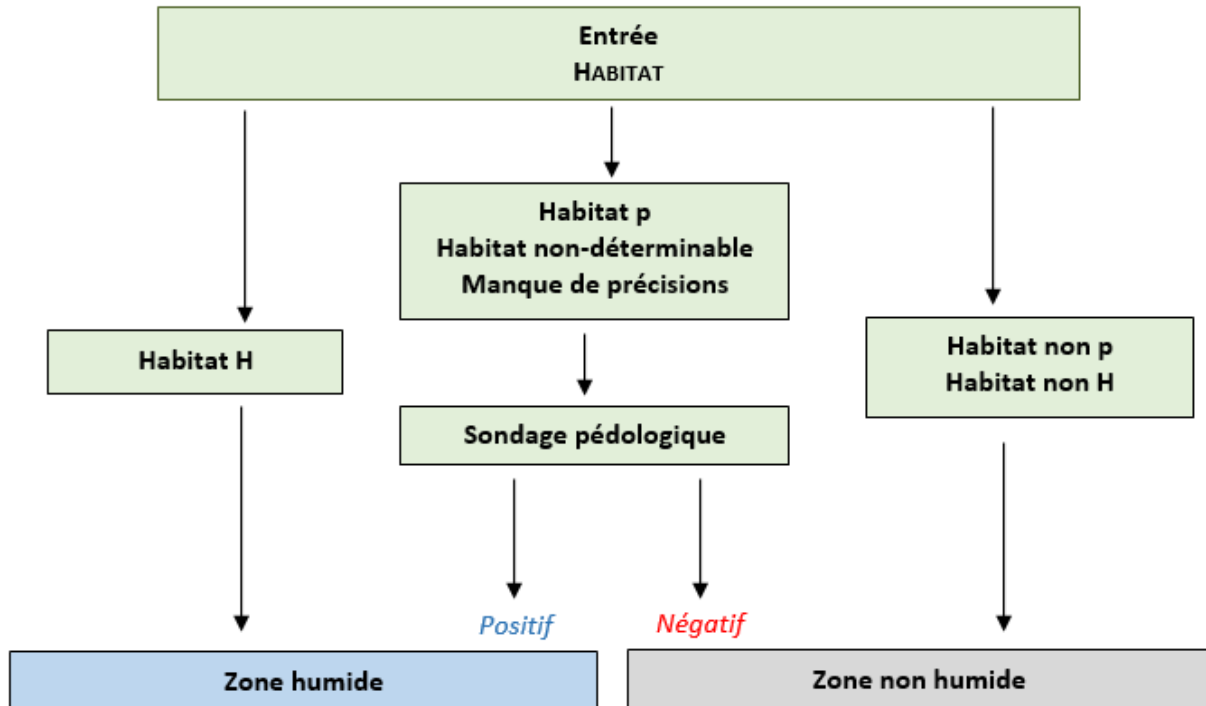 Entrée
HABITAT
Habitat p
Habitat non-déterminable
Manque de précisions
Habitat H
Habitat non p
Habitat non H
Sondage pédologique
Positif
Négatif
Zone humide
Zone non humide